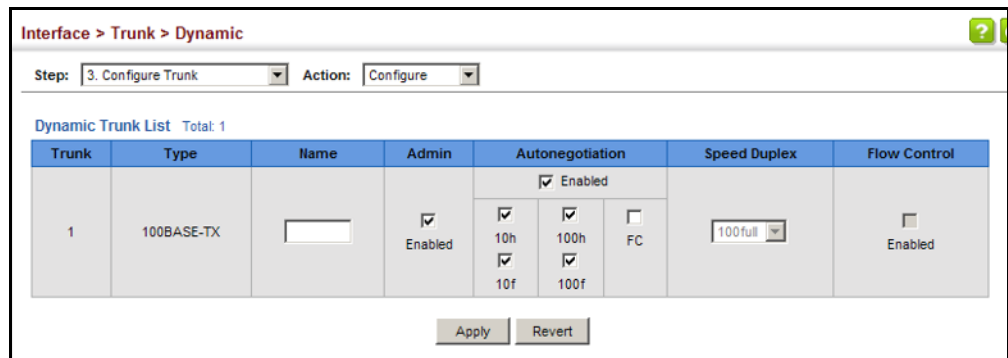 Interface > Trunk > Dynamic
?
Step: 3. Configure Trunk Action: Configure
Dynamic Trunk List Total: 1
Trunk Type Name Admin Autonegotiation Speed Duplex Flow Control
Enabled
1 100BASE-TX Enabled 10h 100h FC 100full Enabled
10f 100f
Apply Revert